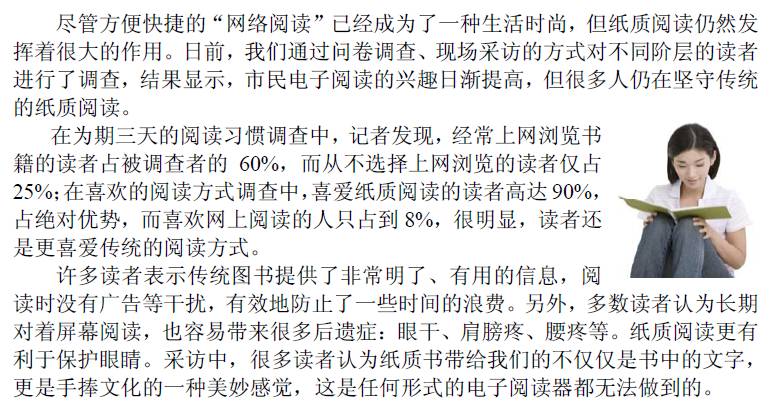 尽管方便快捷的“网络阅读”已经成为了一种生活时尚，但纸质阅读仍然发
挥着很大的作用。日前，我们通过问卷调查、现场采访的方式对不同阶层的读者
进行了调查，结果显示，市民电子阅读的兴趣日渐提高，但很多人仍在坚守传统
的纸质阅读。
在为期三天的阅读习惯调查中，记者发现，经常上网浏览书
籍的读者占被调查者的 60%，而从不选择上网浏览的读者仅占
25%；在喜欢的阅读方式调查中，喜爱纸质阅读的读者高达 90%，
占绝对优势，而喜欢网上阅读的人只占到 8%，很明显，读者还
是更喜爱传统的阅读方式。
许多读者表示传统图书提供了非常明了、有用的信息，阅
读时没有广告等干扰，有效地防止了一些时间的浪费。另外，多数读者认为长期
对着屏幕阅读，也容易带来很多后遗症：眼干、肩膀疼、腰疼等。纸质阅读更有
利于保护眼睛。采访中，很多读者认为纸质书带给我们的不仅仅是书中的文字，
更是手捧文化的一种美妙感觉，这是任何形式的电子阅读器都无法做到的。